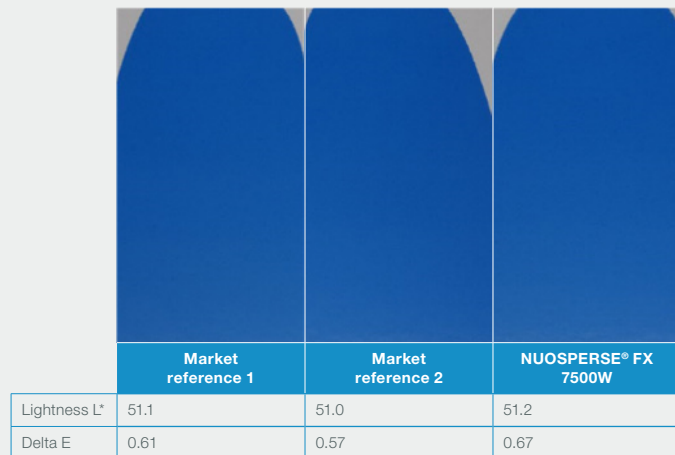 Market
reference 1
Market
reference 2
NUOSPERSE® FX
7500W
Lightness L* 51.1 51.0 51.2
Delta E 0.61 0.57 0.67